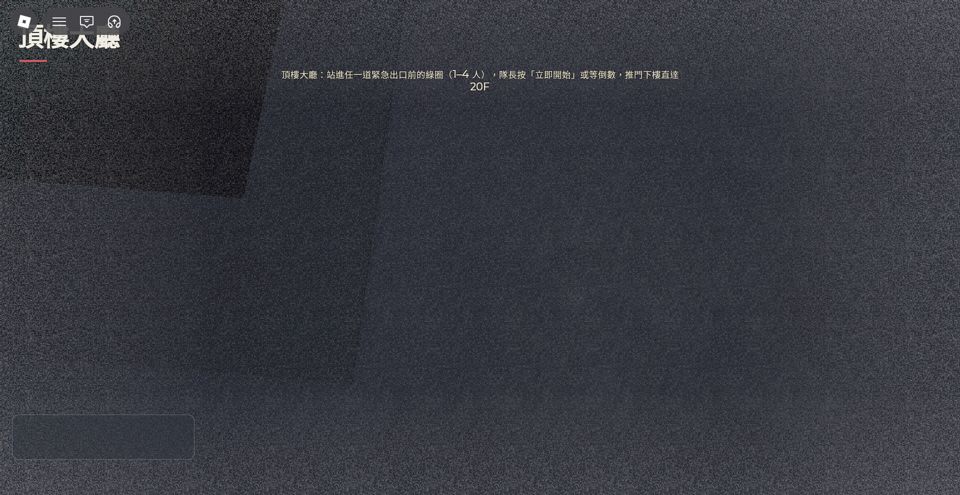 頂樓大廳
頂樓大廳：站進任一道緊急出口前的綠圈（1–4 人），隊長按「立即開始」或等倒數，推門下樓直達
20F